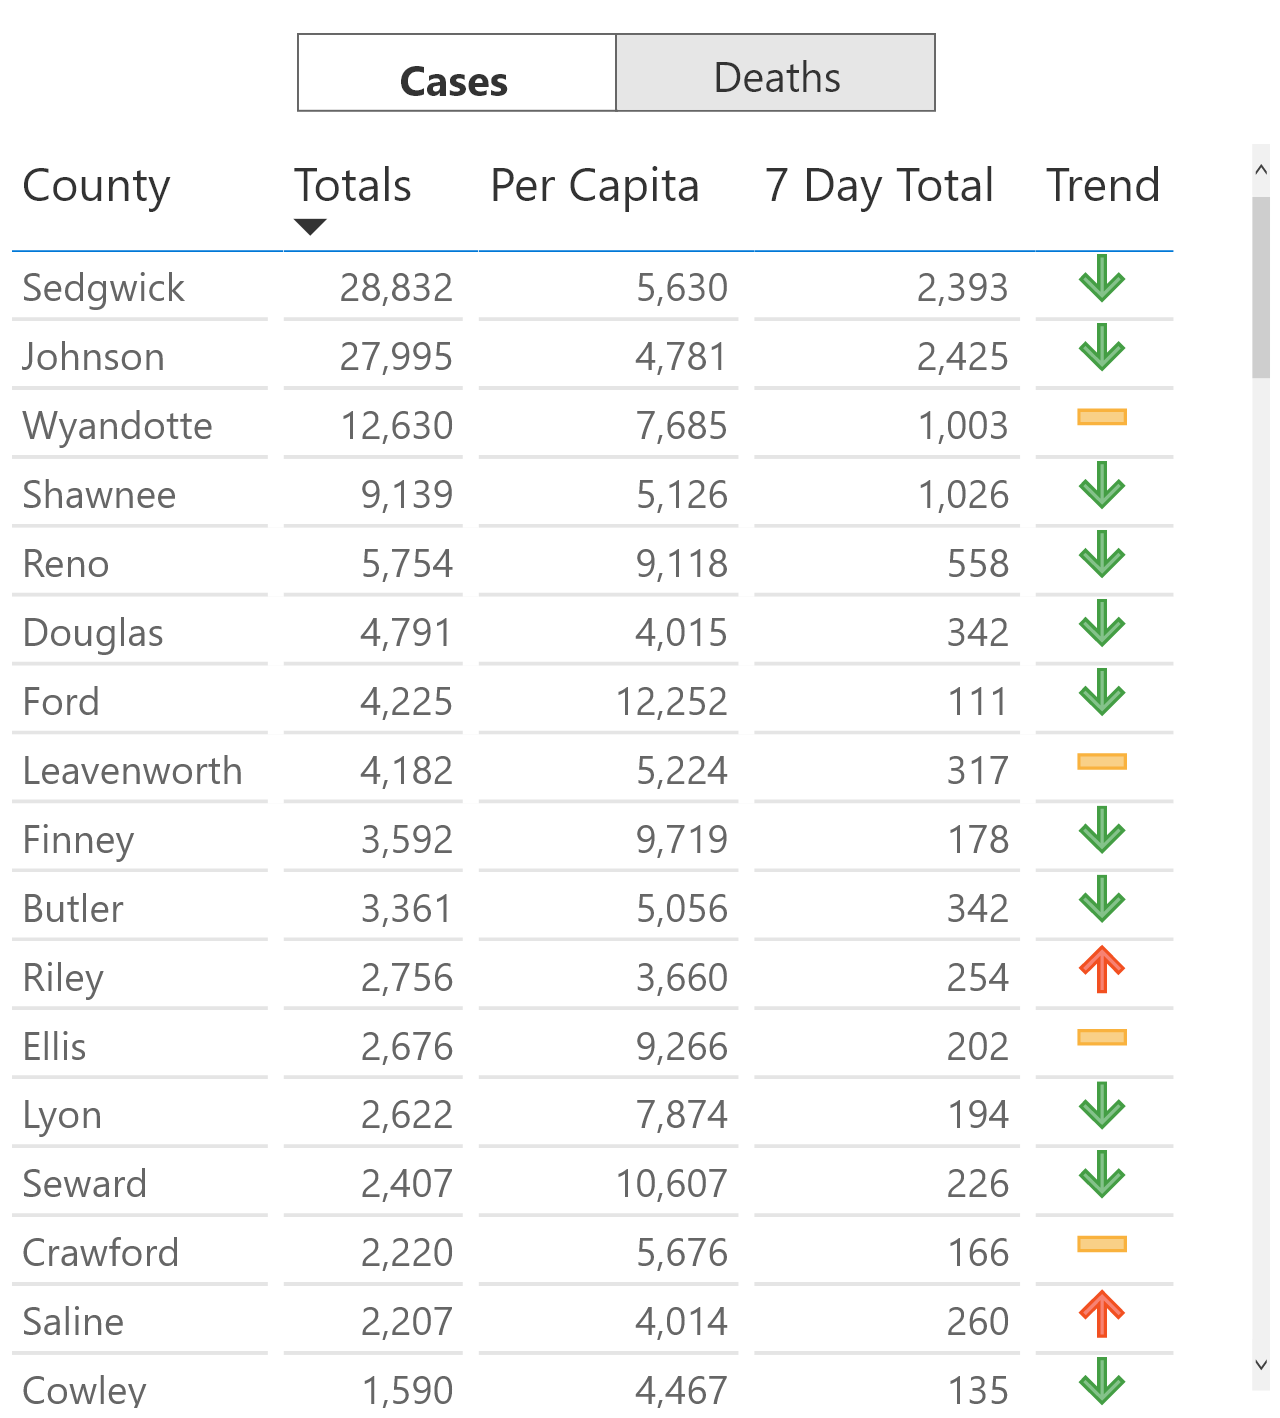 Cases Deaths
County Totals Per Capita 7 Day Total Trend
Sedgwick 28,832 5,630 2,393
Johnson 27,995 4,781 2,425
Wyandotte 12,630 7,685 1,003
Shawnee 9,139 5,126 1,026
Reno 5,754 9,118 558
Douglas 4,791 4,015 342
Ford 4,225 12,252 111
Leavenworth 4,182 5,224 317
Finney 3,592 9,719 178
Butler 3,361 5,056 342
Riley 2,756 3,660 254
Ellis 2,676 9,266 202
Lyon 2,622 7,874 194
Seward 2,407 10,607 226
Crawford 2,220 5,676 166
Saline 2,207 4,014 260
Cowley 1,590 4,467 135